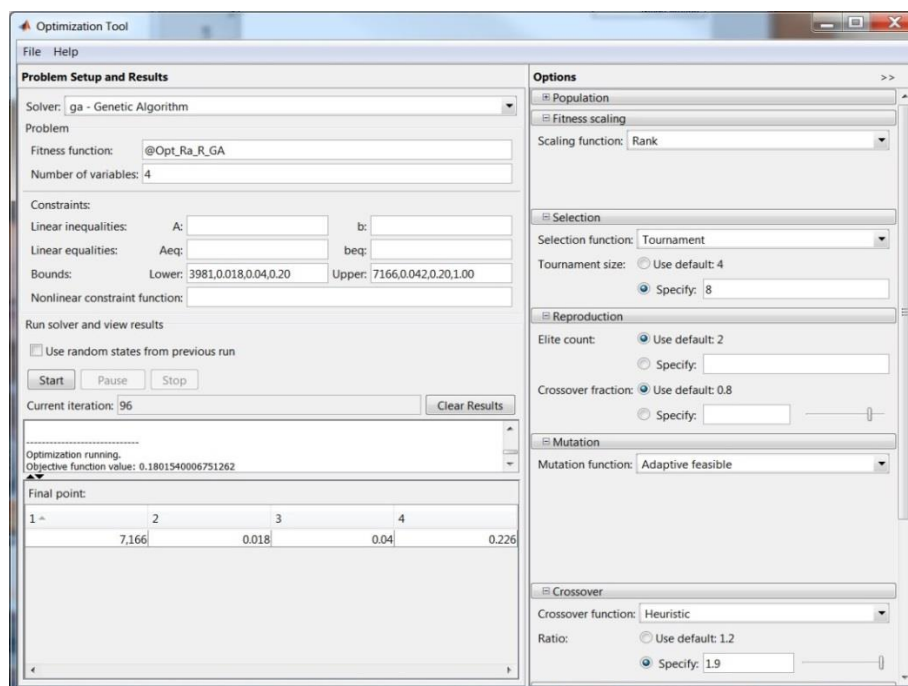 Optimization Tool
File Help
Problem Setup and Results
Solver: ga - Genetic Algorithm
Problem
Fitness function: @Opt_Ra_R_GA
Number of variables: 4
Constraints:
Linear inequalities: A: b:
Linear equalities: Aeq: beq:
Bounds: Lower: 3981,0.018,0.04,0.20 Upper: 7166,0.042,0.20,1.00
Nonlinear constraint function:
Run solver and view results
Use random states from previous run
Start Pause Stop
Current iteration: 96 Clear Results
------------------------------
Optimization running.
Objective function value: 0.1801540006751262
Final point:
1 2 3 4
7,166 0.018 0.04 0.226
Options >>
Population
Fitness scaling
Scaling function: Rank
Selection
Selection function: Tournament
Tournament size: Use default: 4
Specify: 8
Reproduction
Elite count: Use default: 2
Specify:
Crossover fraction: Use default: 0.8
Specify:
Mutation
Mutation function: Adaptive feasible
Crossover
Crossover function: Heuristic
Ratio: Use default: 1.2
Specify: 1.9